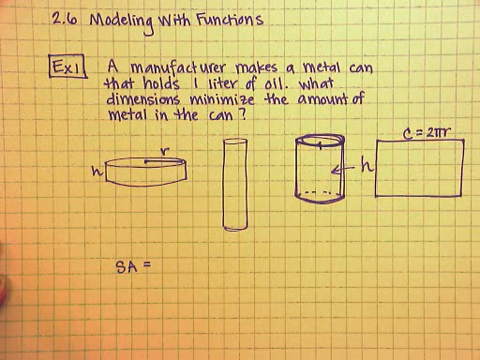 2.6 Modeling With Functions
Ex1 A manufacturer makes a metal can
that holds 1 liter of oil. What
dimensions minimize the amount of
metal in the can?
c = 2πr
r
h
h
SA =